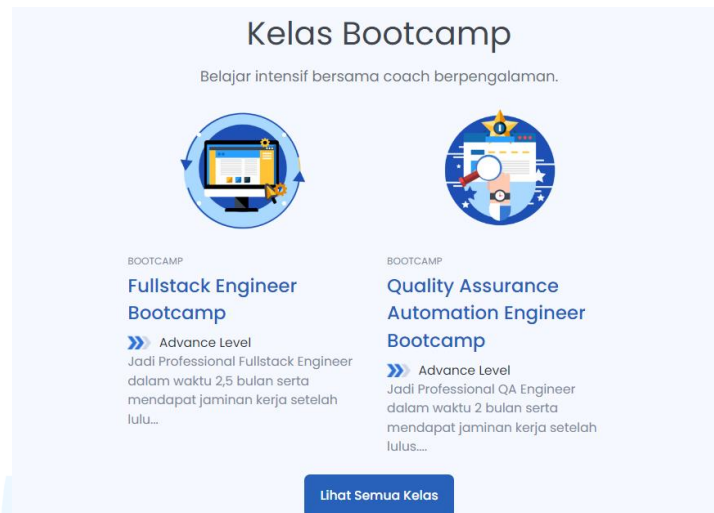 Kelas Bootcamp
Belajar intensif bersama coach berpengalaman.
BOOTCAMP
Fullstack Engineer
Bootcamp
Advance Level
Jadi Professional Fullstack Engineer
dalam waktu 2,5 bulan serta
mendapat jaminan kerja setelah
lulu...
BOOTCAMP
Quality Assurance
Automation Engineer
Bootcamp
Advance Level
Jadi Professional QA Engineer
dalam waktu 2 bulan serta
mendapat jaminan kerja setelah
lulus....
Lihat Semua Kelas